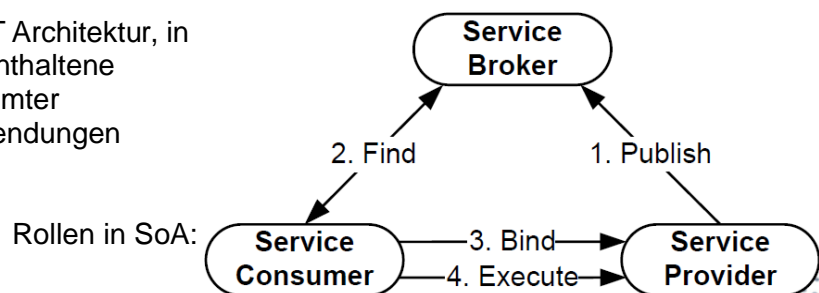 Architektur, in
nthaltene
mter
endungen
Service
Broker
2. Find
1. Publish
Rollen in SoA:
Service
Consumer
3. Bind
4. Execute
Service
Provider